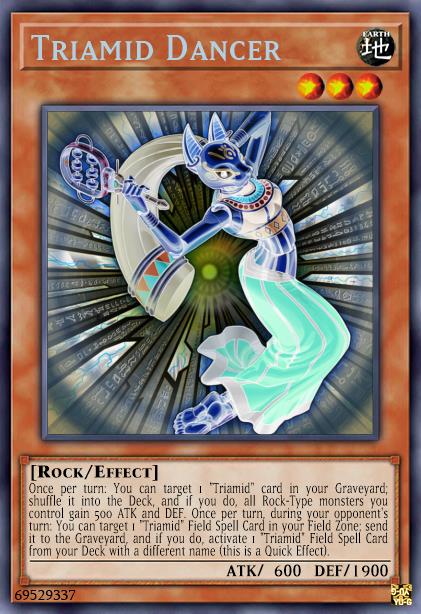 Triamid Dancer
EARTH
地
[Rock/Effect]
Once per turn: You can target 1 "Triamid" card in your Graveyard;
shuffle it into the Deck, and if you do, all Rock-Type monsters you
control gain 500 ATK and DEF. Once per turn, during your opponent's
turn: You can target 1 "Triamid" Field Spell Card in your Field Zone; send
it to the Graveyard, and if you do, activate 1 "Triamid" Field Spell Card
from your Deck with a different name (this is a Quick Effect).
ATK/ 600 DEF/1900
69529337